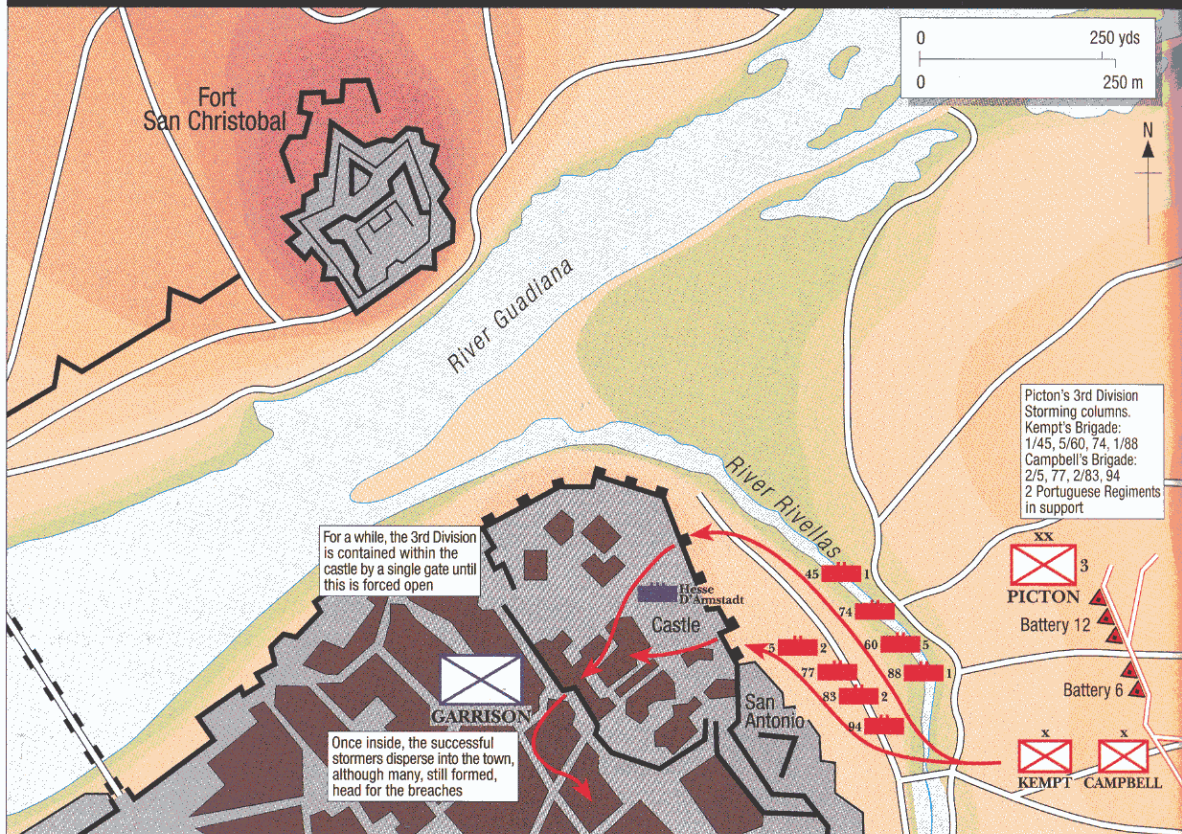 0 250 yds
0 250 m
N
Fort
San Christobal
River Guadiana
River Rivellas
Picton's 3rd Division
Storming columns.
Kempt's Brigade:
1/45, 5/60, 74, 1/88
Campbell's Brigade:
2/5, 77, 2/83, 94
2 Portuguese Regiments
in support
For a while, the 3rd Division
is contained within the
castle by a single gate until
this is forced open
xx
3
PICTON
Battery 12
Battery 6
45 1
74
60 5
88 1
5 2
77
83 2
94
Hesse
D'Armstadt
Castle
San
Antonio
GARRISON
Once inside, the successful
stormers disperse into the town,
although many, still formed,
head for the breaches
x x
KEMPT CAMPBELL